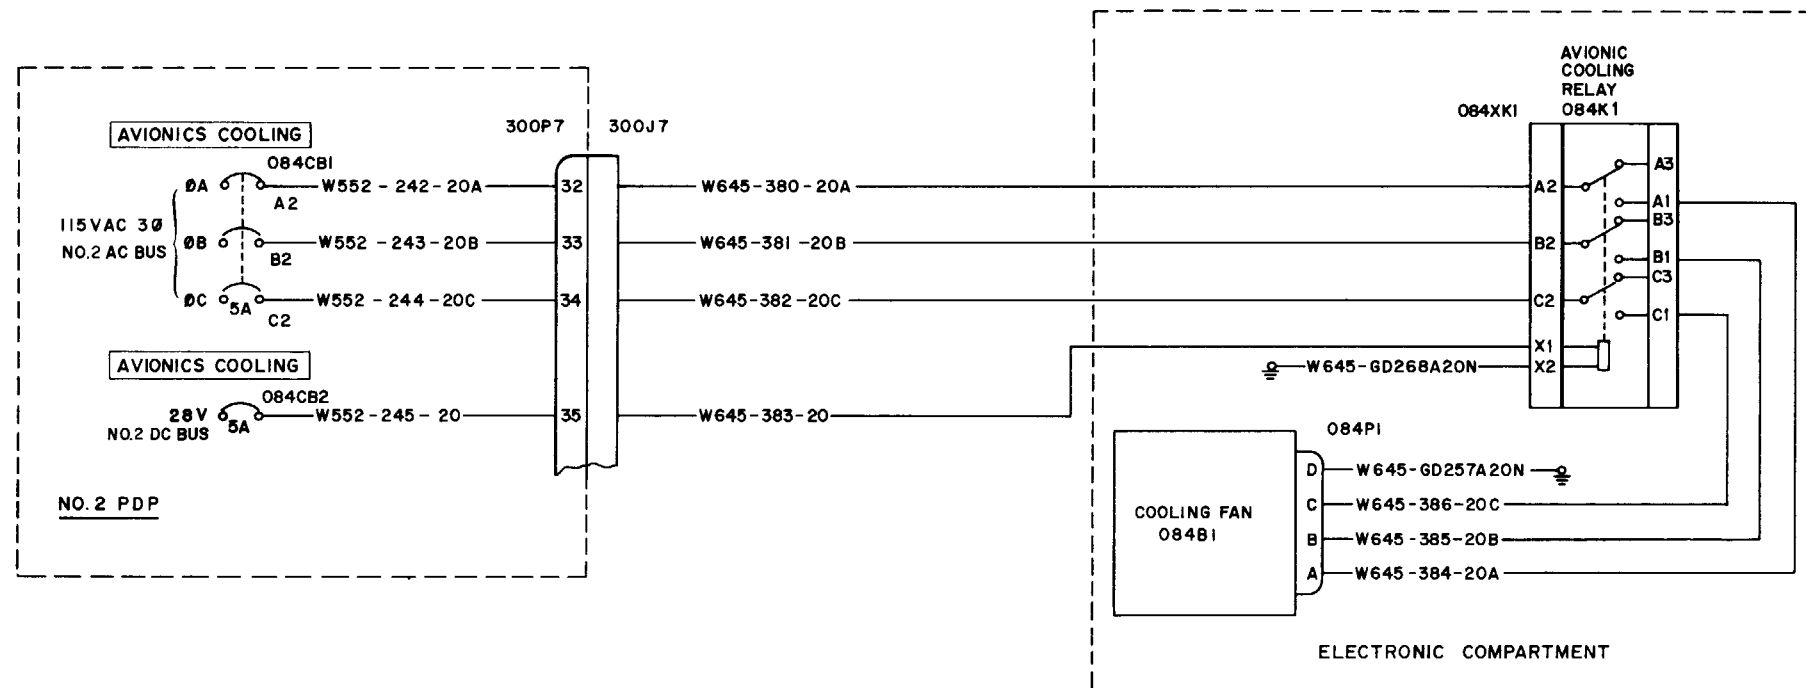 AVIONIC
COOLING
RELAY
084XK1 084K1
300P7 300J7
AVIONICS COOLING
084CB1
ØA W552-242-20A 32 W645-380-20A A2 A3
A2
A1
115VAC 3Ø
NO.2 AC BUS
B3
ØB W552-243-20B 33 W645-381-20B B2
B2
B1
C3
ØC 5A W552-244-20C 34 W645-382-20C C2
C2
C1
X1
AVIONICS COOLING
W645-GD268A20N X2
084CB2
28V 5A W552-245-20 35 W645-383-20
NO.2 DC BUS
084P1
D W645-GD257A20N
NO.2 PDP
C W645-386-20C
COOLING FAN
084B1
B W645-385-20B
A W645-384-20A
ELECTRONIC COMPARTMENT